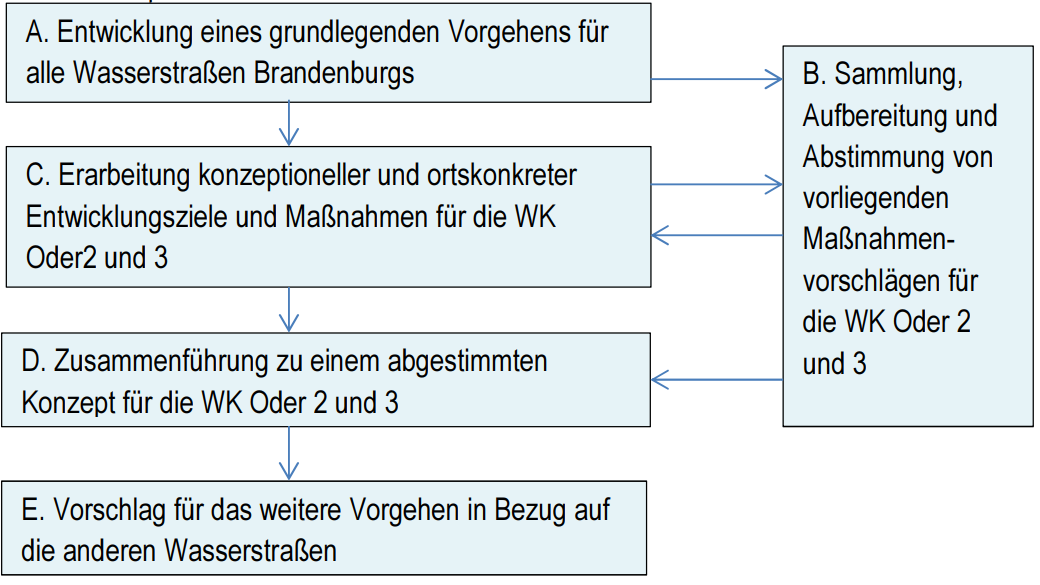 A. Entwicklung eines grundlegenden Vorgehens für
alle Wasserstraßen Brandenburgs
B. Sammlung,
Aufbereitung und
Abstimmung von
vorliegenden
Maßnahmen-
vorschlägen für
die WK Oder 2
und 3
C. Erarbeitung konzeptioneller und ortskonkreter
Entwicklungsziele und Maßnahmen für die WK
Oder2 und 3
D. Zusammenführung zu einem abgestimmten
Konzept für die WK Oder 2 und 3
E. Vorschlag für das weitere Vorgehen in Bezug auf
die anderen Wasserstraßen